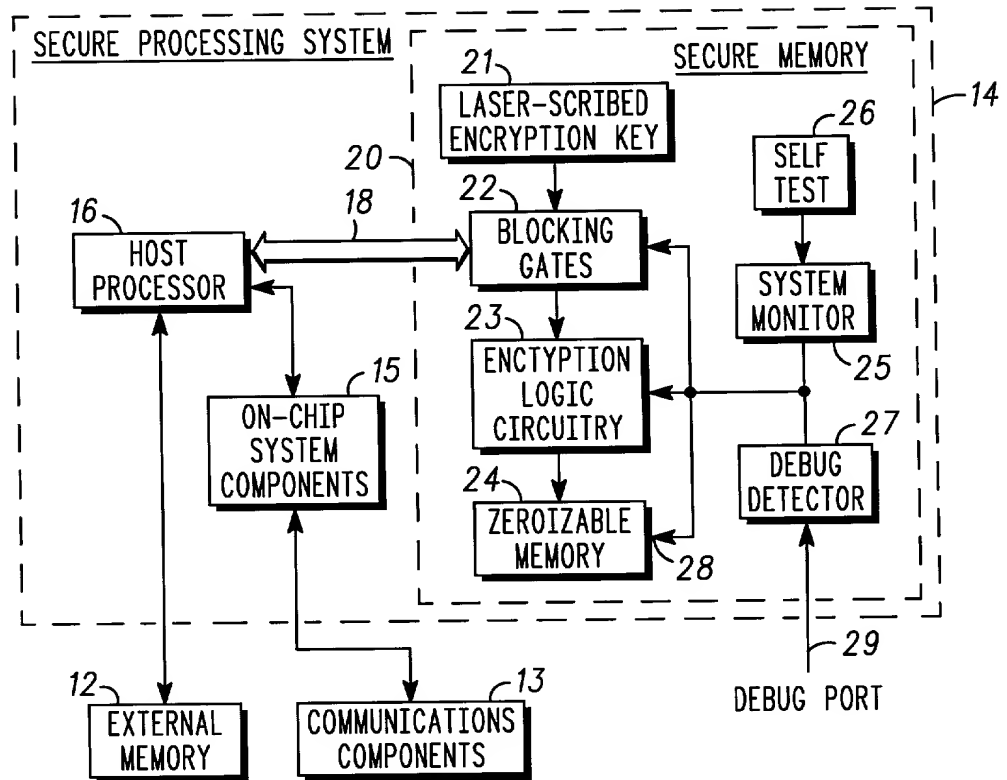 SECURE PROCESSING SYSTEM
SECURE MEMORY
14
21
LASER-SCRIBED
ENCRYPTION KEY
26
SELF
TEST
20
22
BLOCKING
GATES
18
16
HOST
PROCESSOR
SYSTEM
MONITOR
25
23
ENCTYPTION
LOGIC
CIRCUITRY
15
ON-CHIP
SYSTEM
COMPONENTS
27
DEBUG
DETECTOR
24
ZEROIZABLE
MEMORY
28
29
DEBUG PORT
12
EXTERNAL
MEMORY
13
COMMUNICATIONS
COMPONENTS